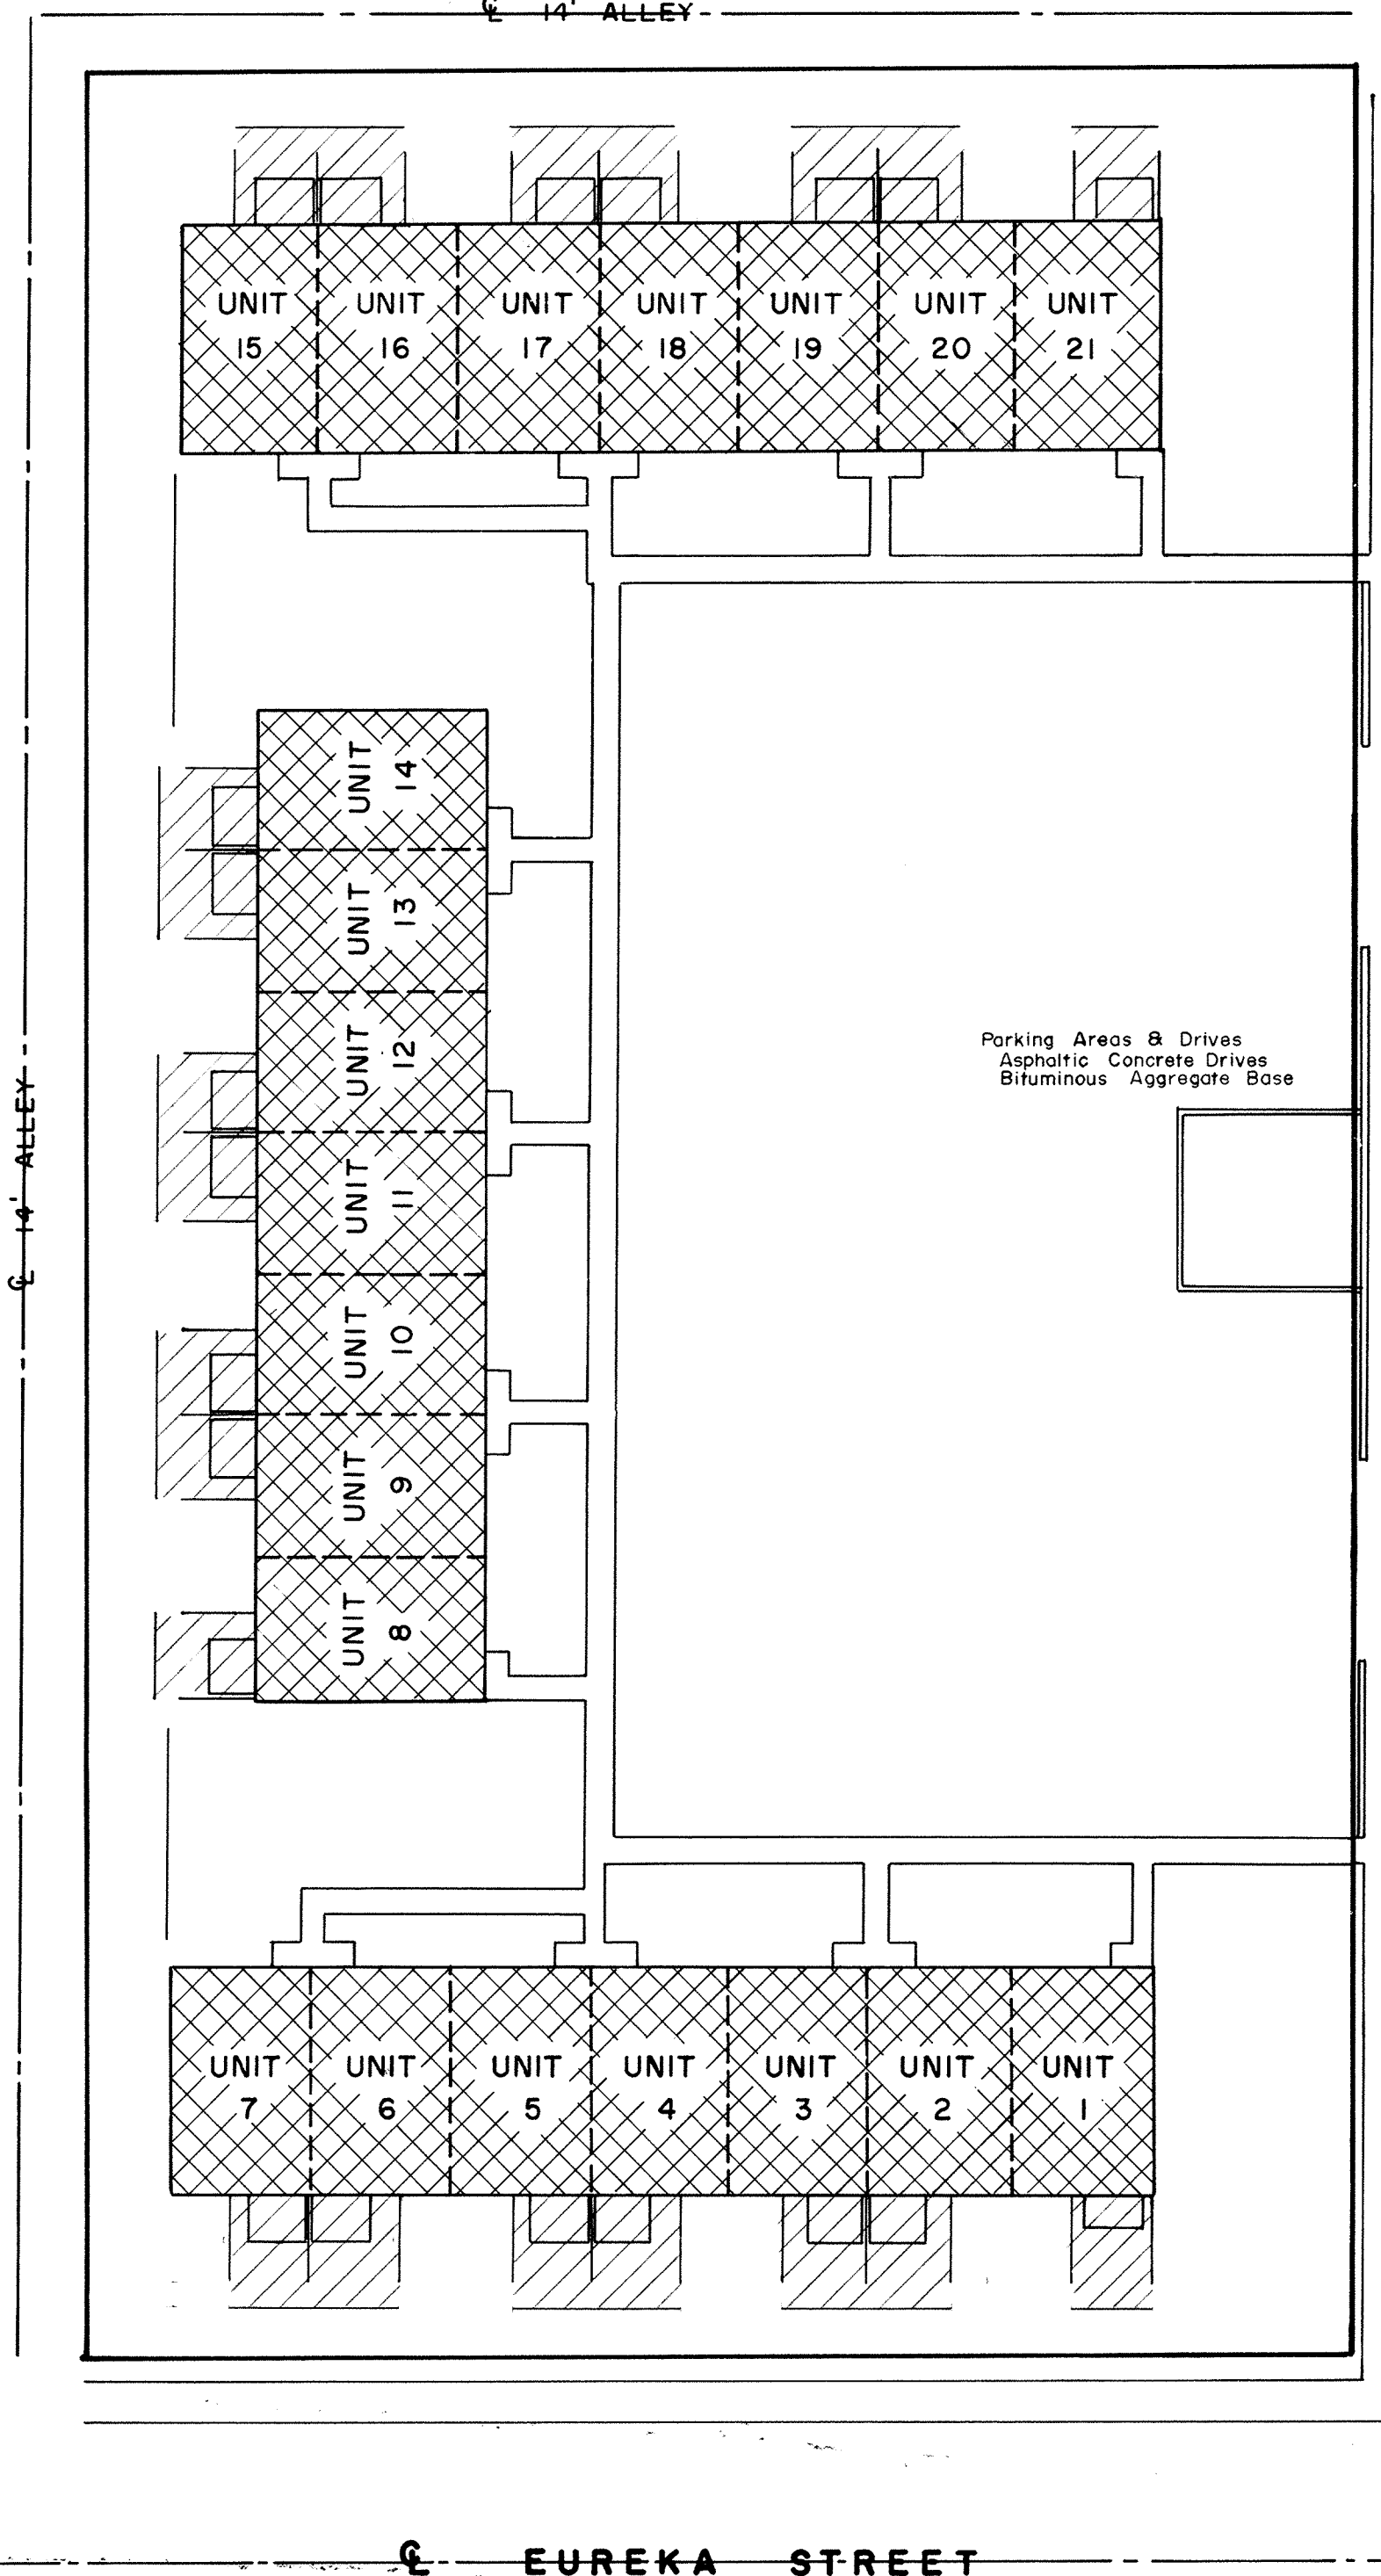 ℄ 14' ALLEY
UNIT
15
UNIT
16
UNIT
17
UNIT
18
UNIT
19
UNIT
20
UNIT
21
UNIT
14
UNIT
13
UNIT
12
UNIT
11
UNIT
10
UNIT
9
UNIT
8
℄ 14' ALLEY
Parking Areas & Drives
Asphaltic Concrete Drives
Bituminous Aggregate Base
UNIT
7
UNIT
6
UNIT
5
UNIT
4
UNIT
3
UNIT
2
UNIT
1
℄ EUREKA STREET